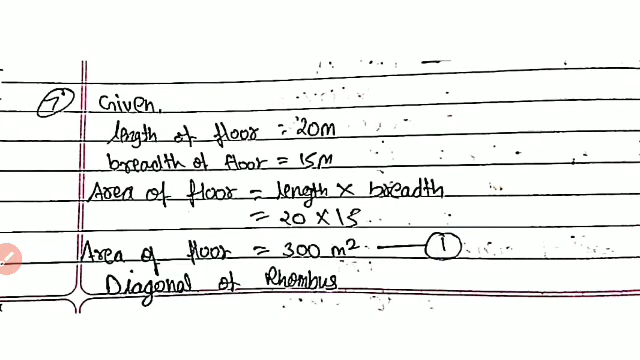 7 Given,
length of floor = 20m
breadth of floor = 15m
Area of floor = length × breadth
= 20 × 15
Area of floor = 300 m² —— 1
Diagonal of Rhombus